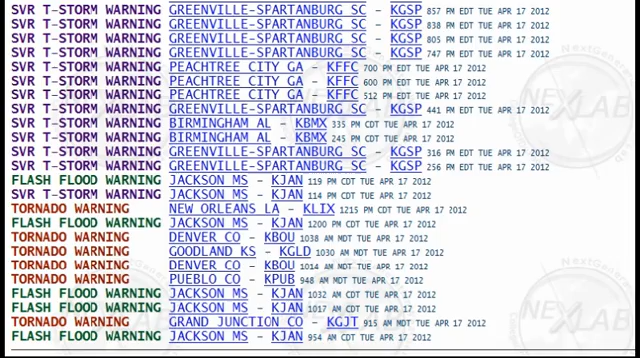 SVR T-STORM WARNING GREENVILLE-SPARTANBURG SC - KGSP 857 PM EDT TUE APR 17 2012
SVR T-STORM WARNING GREENVILLE-SPARTANBURG SC - KGSP 838 PM EDT TUE APR 17 2012
SVR T-STORM WARNING GREENVILLE-SPARTANBURG SC - KGSP 805 PM EDT TUE APR 17 2012
SVR T-STORM WARNING GREENVILLE-SPARTANBURG SC - KGSP 747 PM EDT TUE APR 17 2012
SVR T-STORM WARNING PEACHTREE CITY GA - KFFC 700 PM EDT TUE APR 17 2012
SVR T-STORM WARNING PEACHTREE CITY GA - KFFC 600 PM EDT TUE APR 17 2012
SVR T-STORM WARNING PEACHTREE CITY GA - KFFC 512 PM EDT TUE APR 17 2012
SVR T-STORM WARNING GREENVILLE-SPARTANBURG SC - KGSP 441 PM EDT TUE APR 17 2012
SVR T-STORM WARNING BIRMINGHAM AL - KBMX 335 PM CDT TUE APR 17 2012
SVR T-STORM WARNING BIRMINGHAM AL - KBMX 245 PM CDT TUE APR 17 2012
SVR T-STORM WARNING GREENVILLE-SPARTANBURG SC - KGSP 316 PM EDT TUE APR 17 2012
SVR T-STORM WARNING GREENVILLE-SPARTANBURG SC - KGSP 256 PM EDT TUE APR 17 2012
FLASH FLOOD WARNING JACKSON MS - KJAN 119 PM CDT TUE APR 17 2012
SVR T-STORM WARNING JACKSON MS - KJAN 114 PM CDT TUE APR 17 2012
TORNADO WARNING NEW ORLEANS LA - KLIX 1215 PM CDT TUE APR 17 2012
FLASH FLOOD WARNING JACKSON MS - KJAN 1200 PM CDT TUE APR 17 2012
TORNADO WARNING DENVER CO - KBOU 1038 AM MDT TUE APR 17 2012
TORNADO WARNING GOODLAND KS - KGLD 1030 AM MDT TUE APR 17 2012
TORNADO WARNING DENVER CO - KBOU 1014 AM MDT TUE APR 17 2012
TORNADO WARNING PUEBLO CO - KPUB 948 AM MDT TUE APR 17 2012
FLASH FLOOD WARNING JACKSON MS - KJAN 1032 AM CDT TUE APR 17 2012
FLASH FLOOD WARNING JACKSON MS - KJAN 1017 AM CDT TUE APR 17 2012
TORNADO WARNING GRAND JUNCTION CO - KGJT 915 AM MDT TUE APR 17 2012
FLASH FLOOD WARNING JACKSON MS - KJAN 954 AM CDT TUE APR 17 2012
NEXLAB
NEXLAB